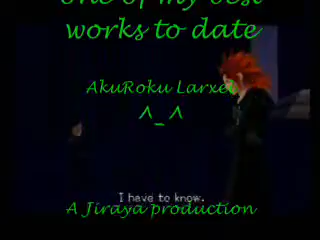 one of my best
works to date
AkuRoku Larxel
^_^
I have to know.
A Jiraya production